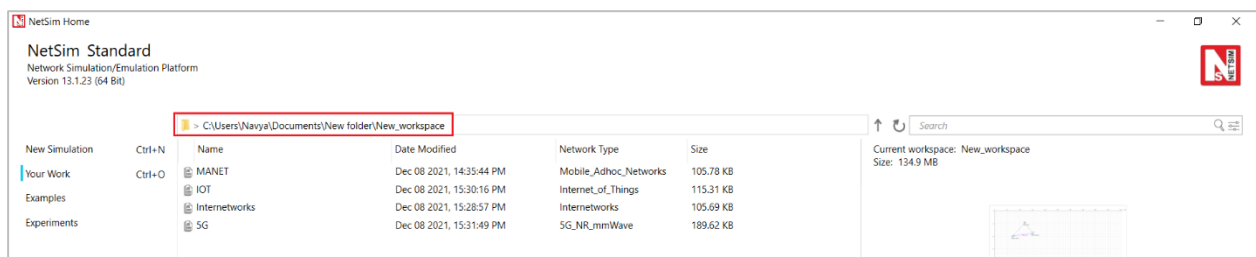 NetSim Home
NetSim Standard
Network Simulation/Emulation Platform
Version 13.1.23 (64 Bit)
NETSIM
> C:\Users\Navya\Documents\New folder\New_workspace
Search
New Simulation Ctrl+N
Your Work Ctrl+O
Examples
Experiments
Name Date Modified Network Type Size
MANET Dec 08 2021, 14:35:44 PM Mobile_Adhoc_Networks 105.78 KB
IOT Dec 08 2021, 15:30:16 PM Internet_of_Things 115.31 KB
Internetworks Dec 08 2021, 15:28:57 PM Internetworks 105.69 KB
5G Dec 08 2021, 15:31:49 PM 5G_NR_mmWave 189.62 KB
Current workspace: New_workspace
Size: 134.9 MB